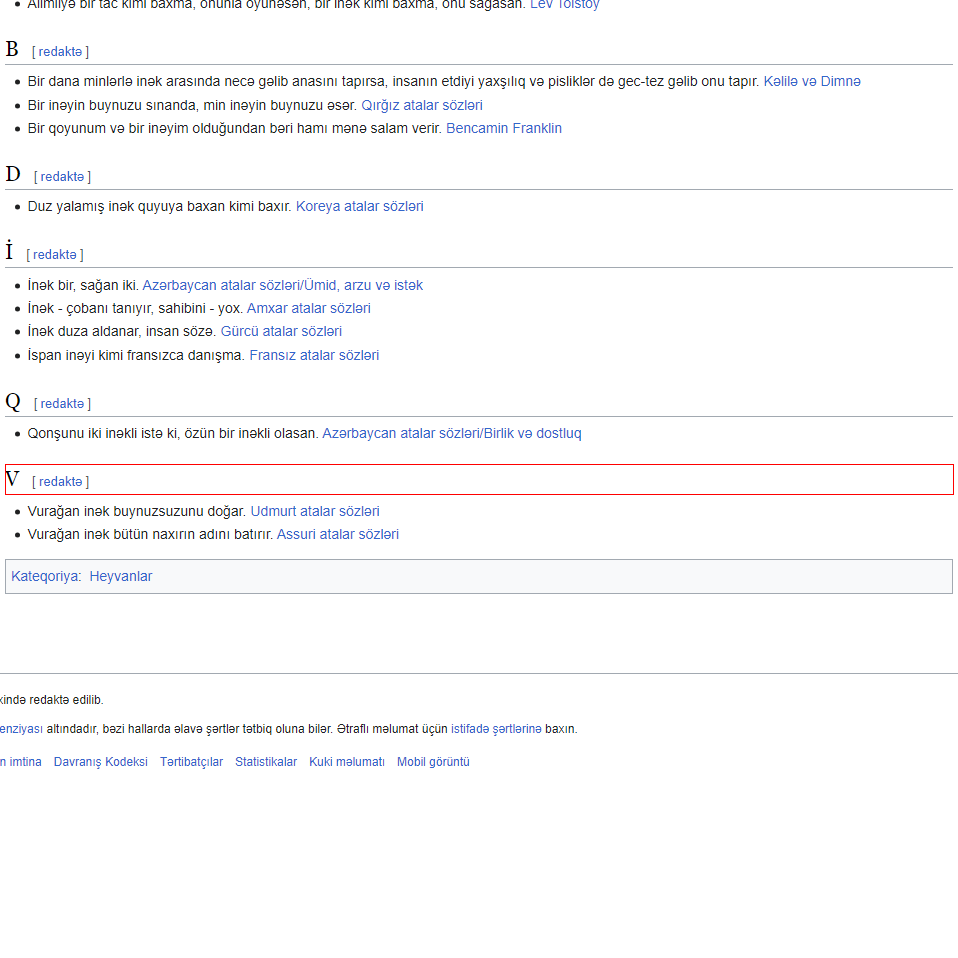 Alimliyə bir tac kimi baxma, onunla öyünəsən, bir inək kimi baxma, onu sağasan. Lev Tolstoy
B [ redaktə ]
Bir dana minlərlə inək arasında necə gəlib anasını tapırsa, insanın etdiyi yaxşılıq və pisliklər də gec-tez gəlib onu tapır. Kəlilə və Dimnə
Bir inəyin buynuzu sınanda, min inəyin buynuzu əsər. Qırğız atalar sözləri
Bir qoyunum və bir inəyim olduğundan bəri hamı mənə salam verir. Bencamin Franklin
D [ redaktə ]
Duz yalamış inək quyuya baxan kimi baxır. Koreya atalar sözləri
İ [ redaktə ]
İnək bir, sağan iki. Azərbaycan atalar sözləri/Ümid, arzu və istək
İnək - çobanı tanıyır, sahibini - yox. Amxar atalar sözləri
İnək duza aldanar, insan sözə. Gürcü atalar sözləri
İspan inəyi kimi fransızca danışma. Fransız atalar sözləri
Q [ redaktə ]
Qonşunu iki inəkli istə ki, özün bir inəkli olasan. Azərbaycan atalar sözləri/Birlik və dostluq
V [ redaktə ]
Vurağan inək buynuzsuzunu doğar. Udmurt atalar sözləri
Vurağan inək bütün naxırın adını batırır. Assuri atalar sözləri
Kateqoriya: Heyvanlar
redaktə edilib.
altındadır, bəzi hallarda əlavə şərtlər tətbiq oluna bilər. Ətraflı məlumat üçün istifadə şərtlərinə baxın.
imtina Davranış Kodeksi Tərtibatçılar Statistikalar Kuki məlumatı Mobil görüntü